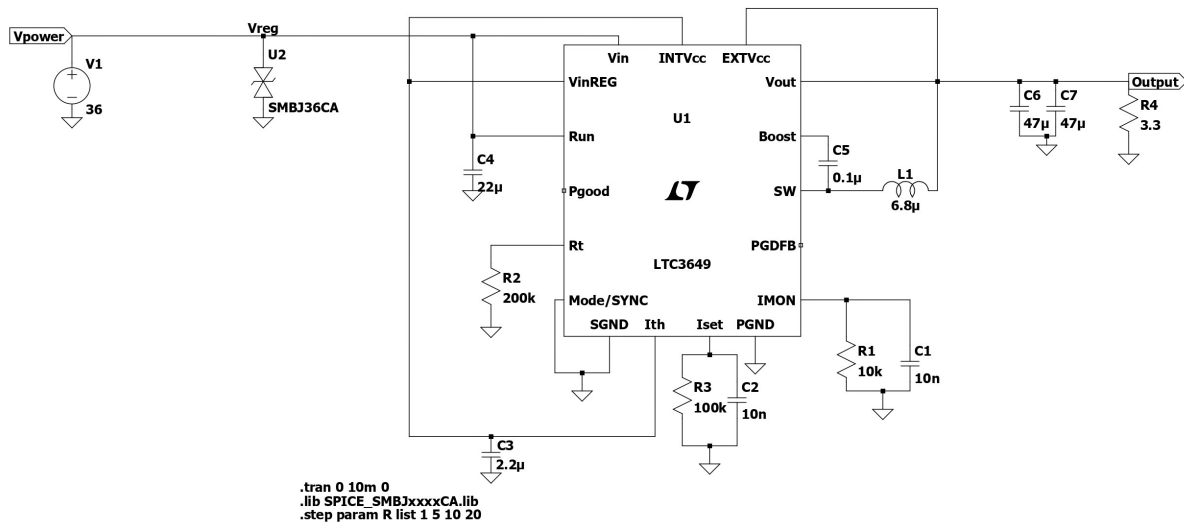 Vpower
Vreg
V1
36
U2
SMBJ36CA
Vin
INTVcc
EXTVcc
VinREG
Vout
U1
Run
Boost
C4
22µ
C5
0.1µ
Pgood
SW
L1
6.8µ
Rt
PGDFB
LTC3649
R2
200k
Mode/SYNC
IMON
SGND
Ith
Iset
PGND
R1
10k
C1
10n
R3
100k
C2
10n
C3
2.2µ
C6
47µ
C7
47µ
Output
R4
3.3
.tran 0 10m 0
.lib SPICE_SMBJxxxxCA.lib
.step param R list 1 5 10 20